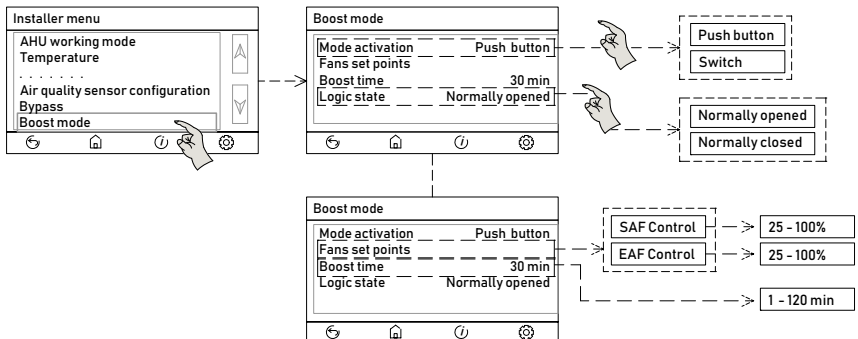 Installer menu
AHU working mode
Temperature
. . . . . . .
Air quality sensor configuration
Bypass
Boost mode
Boost mode
Mode activation Push button
Fans set points
Boost time 30 min
Logic state Normally opened
Push button
Switch
Normally opened
Normally closed
Boost mode
Mode activation Push button
Fans set points
Boost time 30 min
Logic state Normally opened
SAF Control 25 - 100%
EAF Control 25 - 100%
1 - 120 min